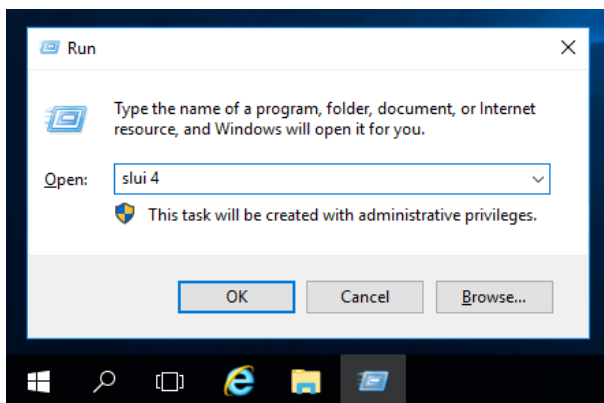 Run
Type the name of a program, folder, document, or Internet
resource, and Windows will open it for you.
Open: slui 4
This task will be created with administrative privileges.
OK Cancel Browse...